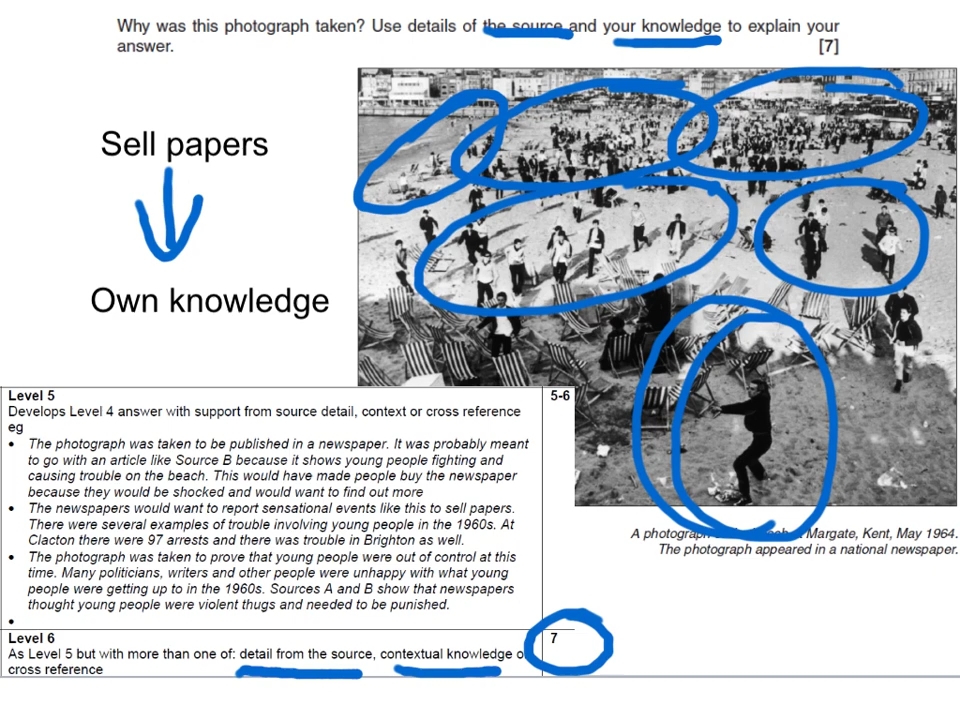 Why was this photograph taken? Use details of the source and your knowledge to explain your
answer. [7]
Sell papers
Own knowledge
Level 5 5-6
Develops Level 4 answer with support from source detail, context or cross reference
eg
• The photograph was taken to be published in a newspaper. It was probably meant
to go with an article like Source B because it shows young people fighting and
causing trouble on the beach. This would have made people buy the newspaper
because they would be shocked and would want to find out more
• The newspapers would want to report sensational events like this to sell papers.
There were several examples of trouble involving young people in the 1960s. At
Clacton there were 97 arrests and there was trouble in Brighton as well.
• The photograph was taken to prove that young people were out of control at this
time. Many politicians, writers and other people were unhappy with what young
people were getting up to in the 1960s. Sources A and B show that newspapers
thought young people were violent thugs and needed to be punished.
•
Level 6 7
As Level 5 but with more than one of: detail from the source, contextual knowledge
cross reference
A photograph Margate, Kent, May 1964.
The photograph appeared in a national newspaper.